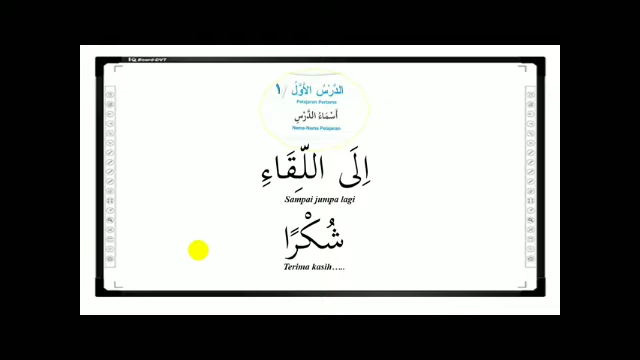 IQ Board-DVT
الدَّرْسُ الأَوَّلُ / ١
Pelajaran Pertama
أَسْمَاءُ الدَّرْسِ
Nama-Nama Pelajaran
اِلَى اللِّقَاءِ
Sampai jumpa lagi
شُكْرًا
Terima kasih.....